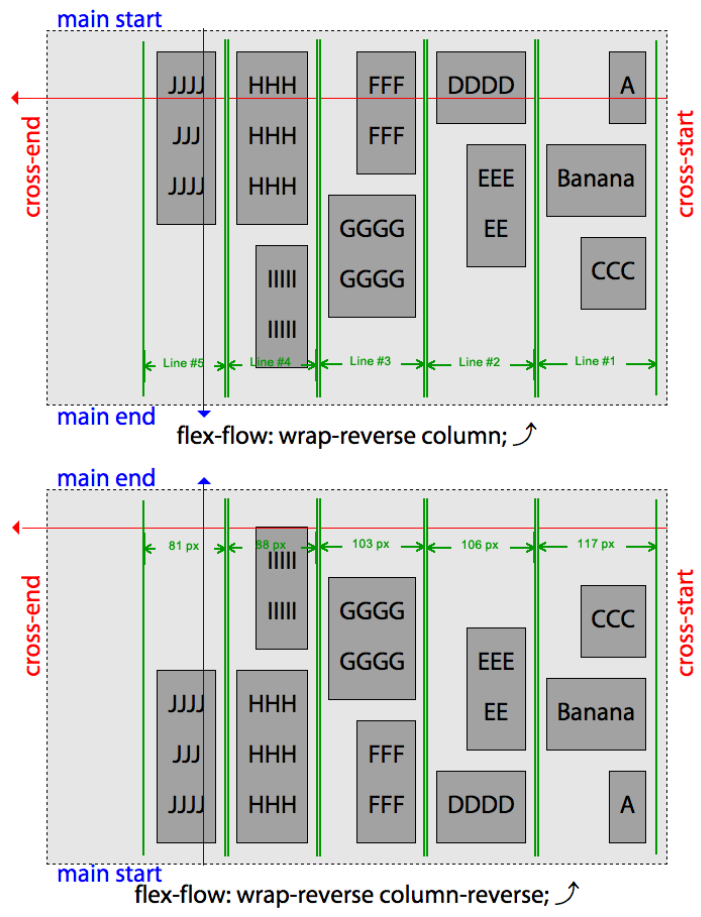 main start
JJJJ HHH FFF DDDD A
JJJ HHH FFF EEE Banana
JJJJ HHH GGGG EE CCC
IIIII GGGG
IIIII
cross-end
cross-start
Line #5 Line #4 Line #3 Line #2 Line #1
main end
flex-flow: wrap-reverse column;
main end
81 px 88 px 103 px 106 px 117 px
IIIII GGGG CCC
IIIII GGGG EEE
JJJJ HHH FFF EE Banana
JJJ HHH FFF DDDD A
JJJJ HHH
cross-end
cross-start
main start
flex-flow: wrap-reverse column-reverse;